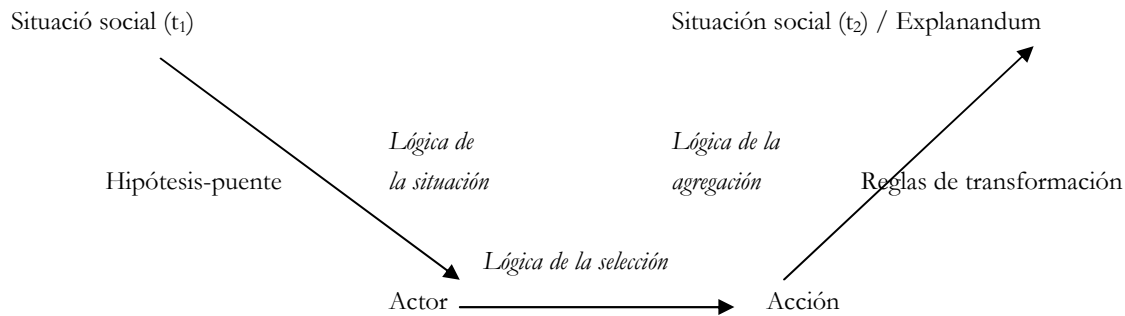 Situació social (t₁)
Situación social (t₂) / Explanandum
Lógica de
la situación
Lógica de la
agregación
Hipótesis-puente
Reglas de transformación
Lógica de la selección
Actor
Acción